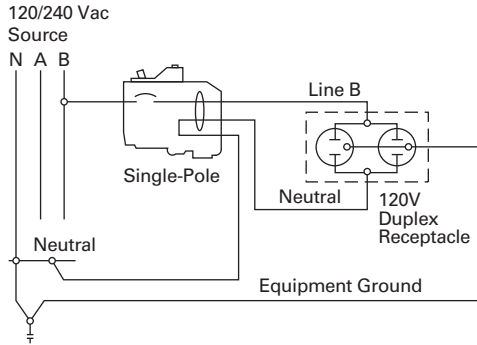 120/240 Vac
Source
N A B
Line B
Single-Pole
Neutral
120V
Duplex
Receptacle
Neutral
Equipment Ground